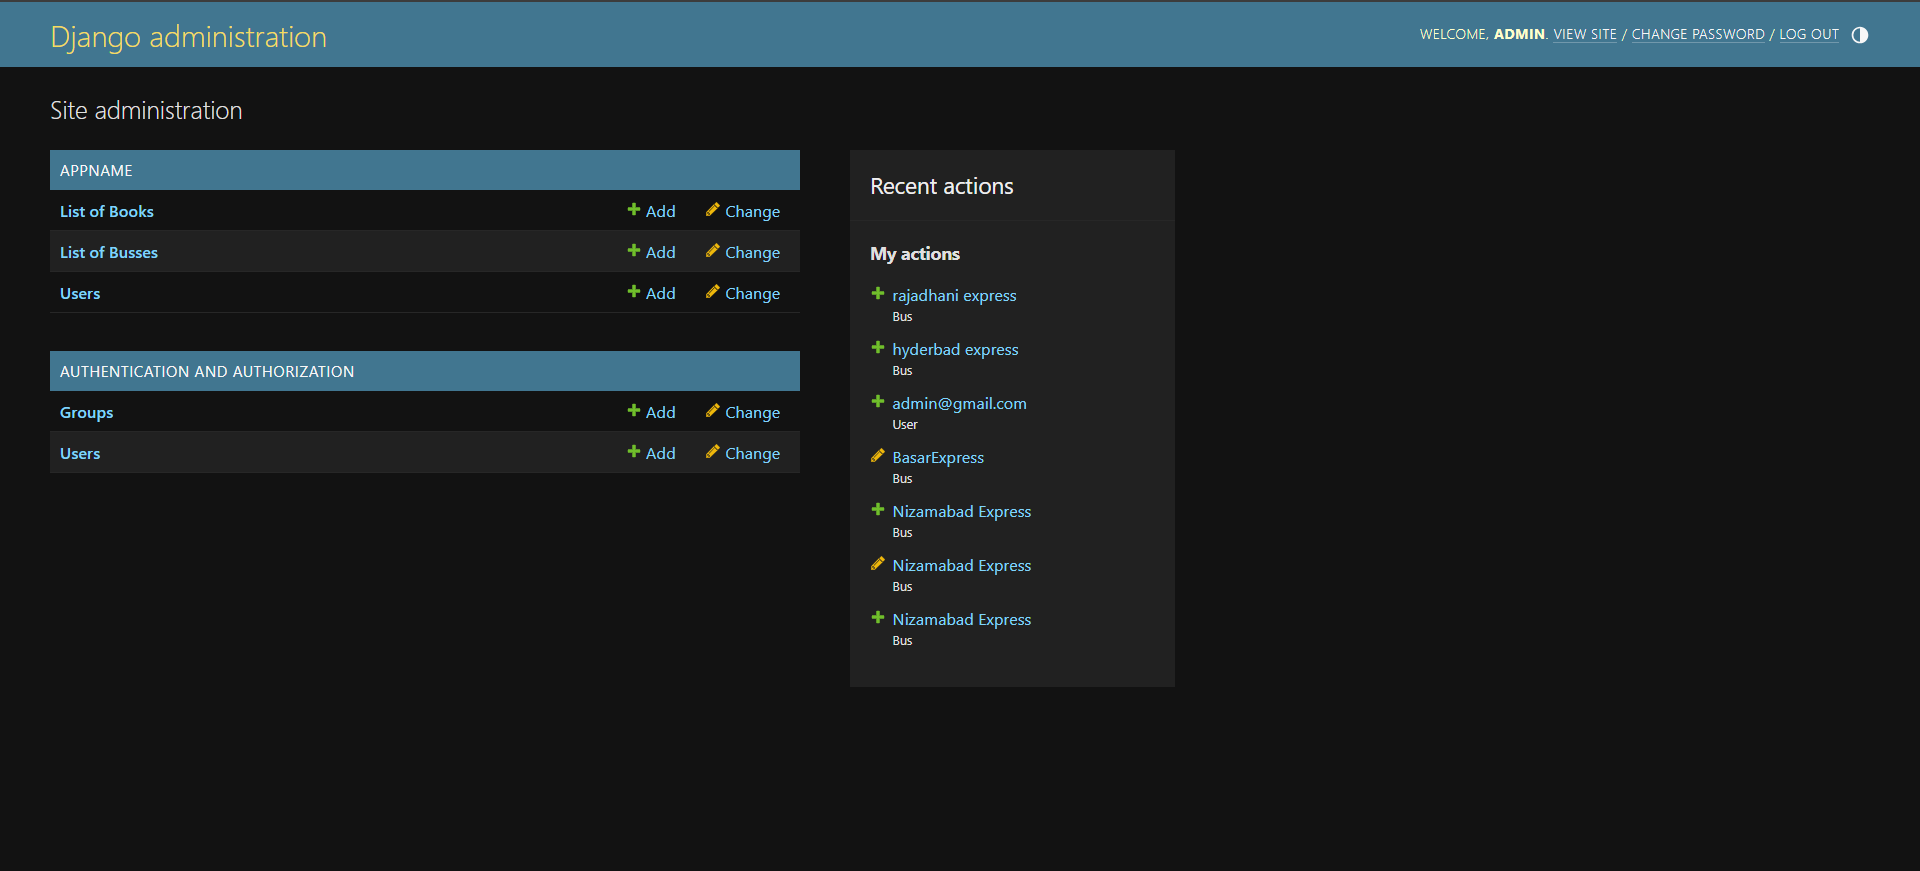 Django administration
WELCOME, ADMIN. VIEW SITE / CHANGE PASSWORD / LOG OUT
Site administration
APPNAME
List of Books Add Change
List of Busses Add Change
Users Add Change
AUTHENTICATION AND AUTHORIZATION
Groups Add Change
Users Add Change
Recent actions
My actions
rajadhani express
Bus
hyderbad express
Bus
admin@gmail.com
User
BasarExpress
Bus
Nizamabad Express
Bus
Nizamabad Express
Bus
Nizamabad Express
Bus